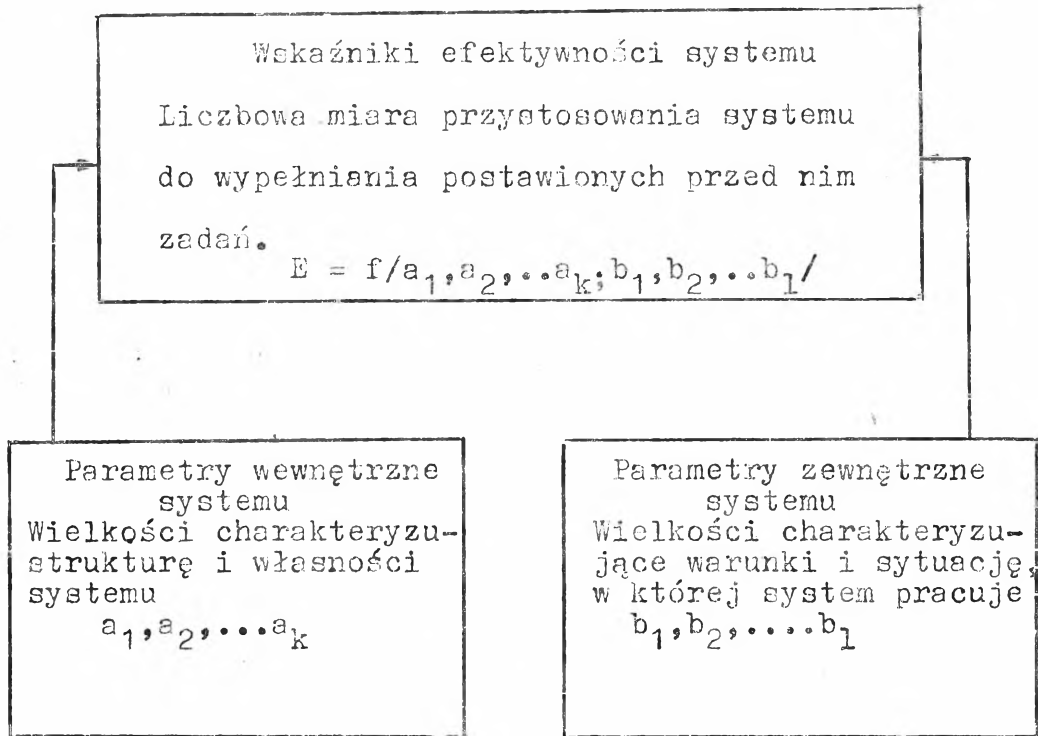 Wskaźniki efektywności systemu
Liczbowa miara przystosowania systemu
do wypełniania postawionych przed nim
zadań.
E = f/a₁,a₂,..aₖ;b₁,b₂,..bₗ/
Parametry wewnętrzne
systemu
Wielkości charakteryzu-
strukturę i własności
systemu
a₁,a₂,...aₖ
Parametry zewnętrzne
systemu
Wielkości charakteryzu-
jące warunki i sytuację,
w której system pracuje
b₁,b₂,....bₗ